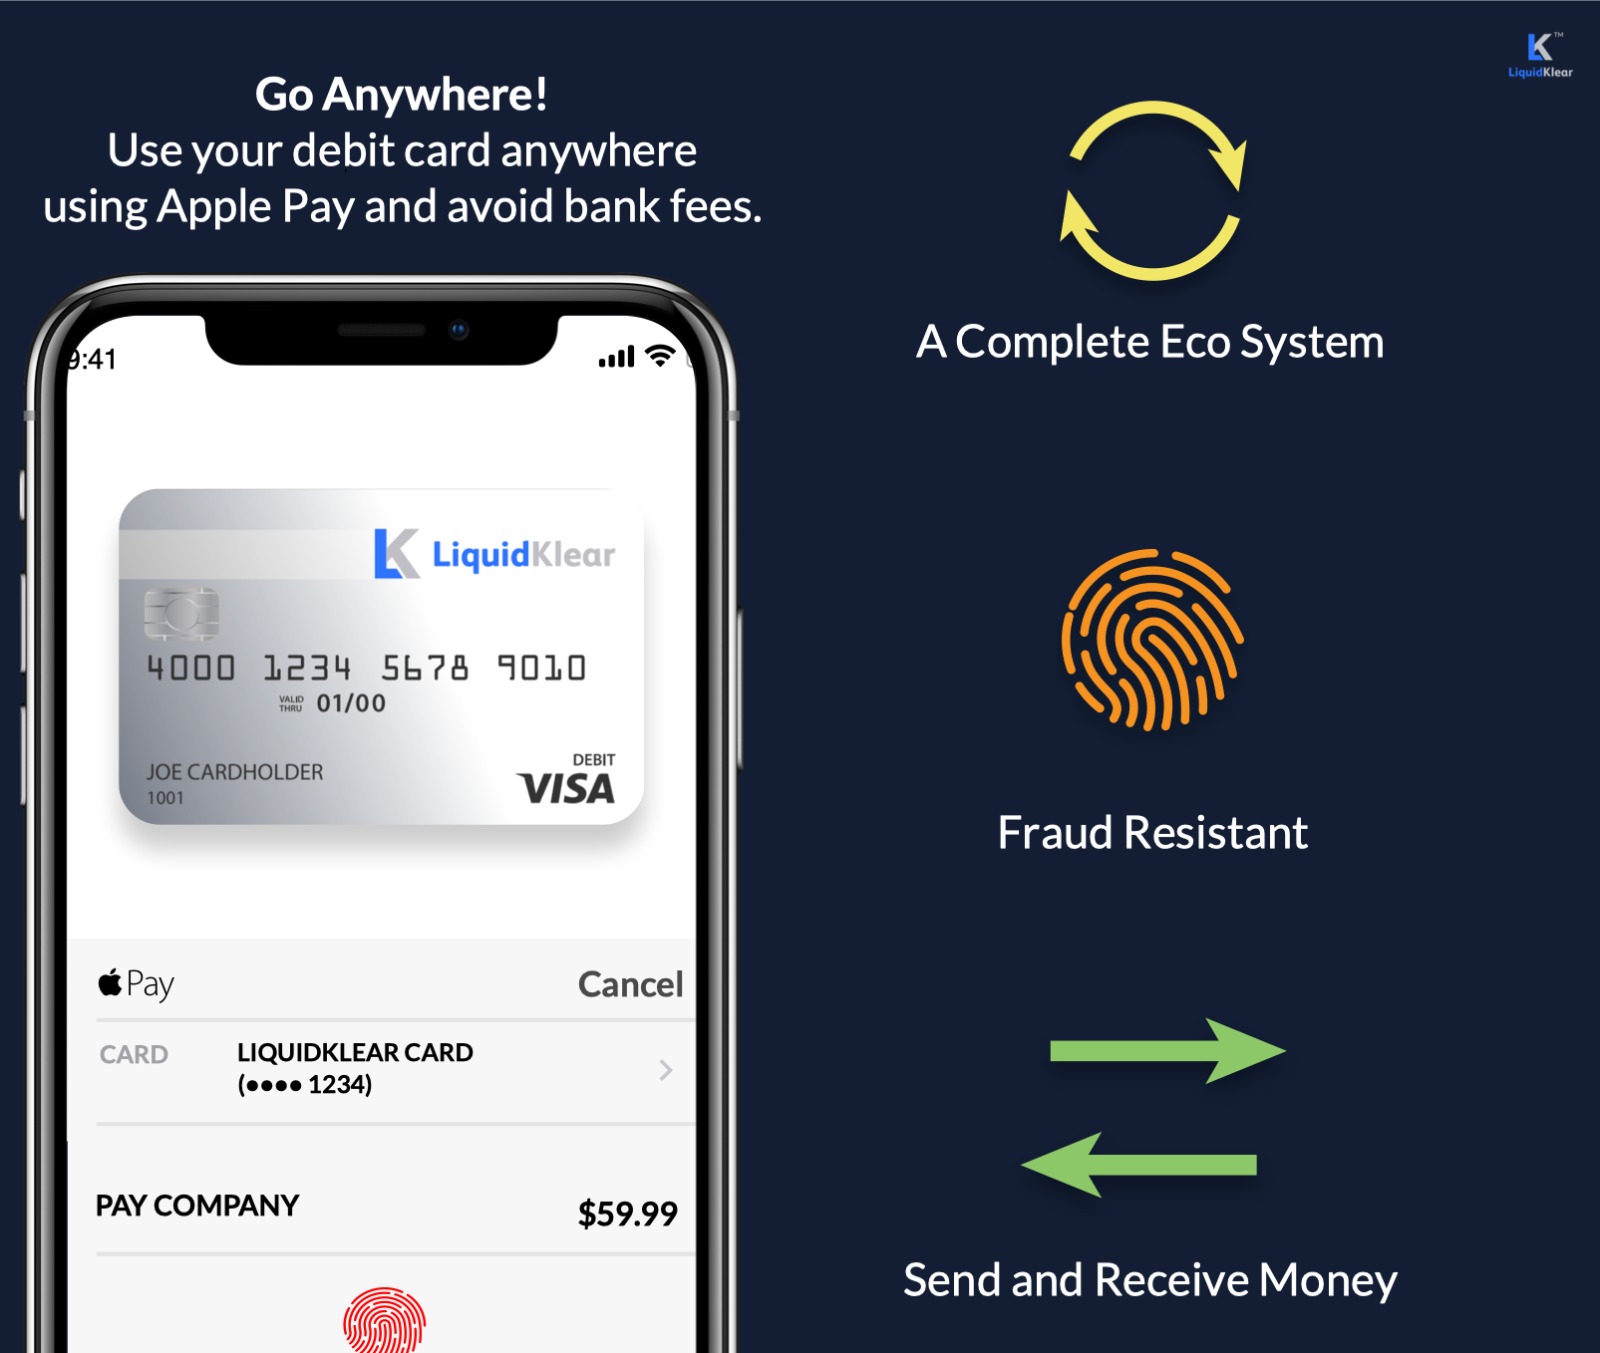 Go Anywhere!
Use your debit card anywhere
using Apple Pay and avoid bank fees.
9:41
LK LiquidKlear
4000 1234 5678 9010
VALID
THRU 01/00
JOE CARDHOLDER
1001
DEBIT
VISA
Pay
Cancel
CARD
LIQUIDKLEAR CARD
(•••• 1234)
PAY COMPANY
$59.99
LK™
LiquidKlear
A Complete Eco System
Fraud Resistant
Send and Receive Money